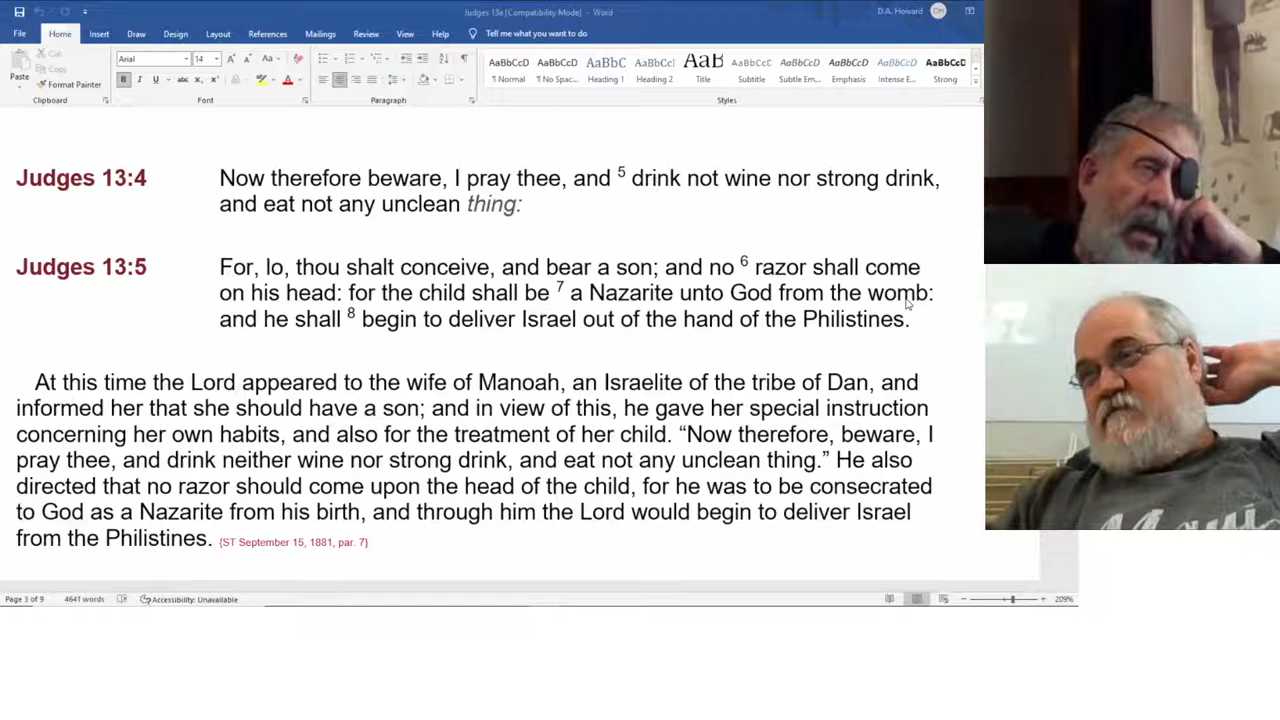 Judges 13a [Compatibility Mode] - Word
D.A. Howard DH
File Home Insert Draw Design Layout References Mailings Review View Help Tell me what you want to do
Paste
Cut
Copy
Format Painter
Arial 14
AaBbCcD AaBbCcD AaBbC AaBbCcI AaB AaBbCcD AaBbCcD AaBbCcD AaBbCcD AaBbCcD
¶ Normal ¶ No Spac... Heading 1 Heading 2 Title Subtitle Subtle Em... Emphasis Intense E... Strong
Clipboard Font Paragraph Styles
Judges 13:4 Now therefore beware, I pray thee, and 5 drink not wine nor strong drink,
and eat not any unclean thing:
Judges 13:5 For, lo, thou shalt conceive, and bear a son; and no 6 razor shall come
on his head: for the child shall be 7 a Nazarite unto God from the womb:
and he shall 8 begin to deliver Israel out of the hand of the Philistines.
At this time the Lord appeared to the wife of Manoah, an Israelite of the tribe of Dan, and
informed her that she should have a son; and in view of this, he gave her special instruction
concerning her own habits, and also for the treatment of her child. “Now therefore, beware, I
pray thee, and drink neither wine nor strong drink, and eat not any unclean thing.” He also
directed that no razor should come upon the head of the child, for he was to be consecrated
to God as a Nazarite from his birth, and through him the Lord would begin to deliver Israel
from the Philistines. {ST September 15, 1881, par. 7}
Page 3 of 9 4641 words Accessibility: Unavailable 209%